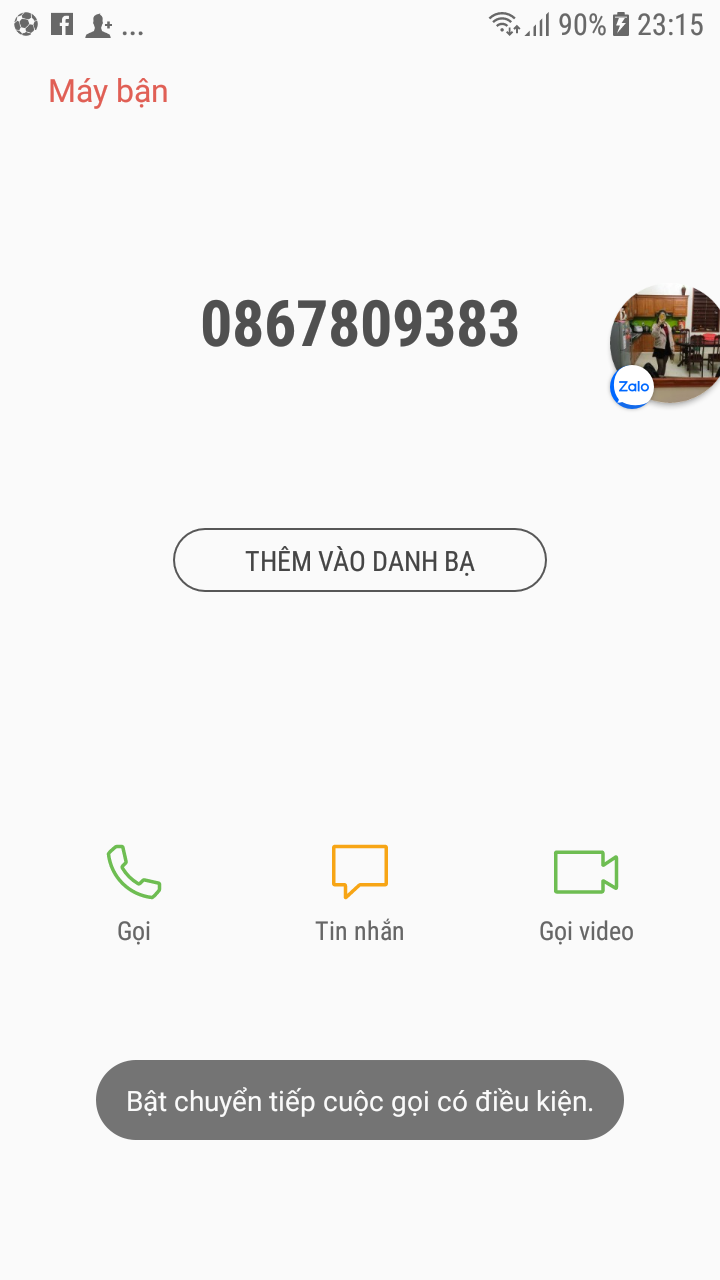 ... 90% 23:15
Máy bận
0867809383
Zalo
THÊM VÀO DANH BẠ
Gọi Tin nhắn Gọi video
Bật chuyển tiếp cuộc gọi có điều kiện.